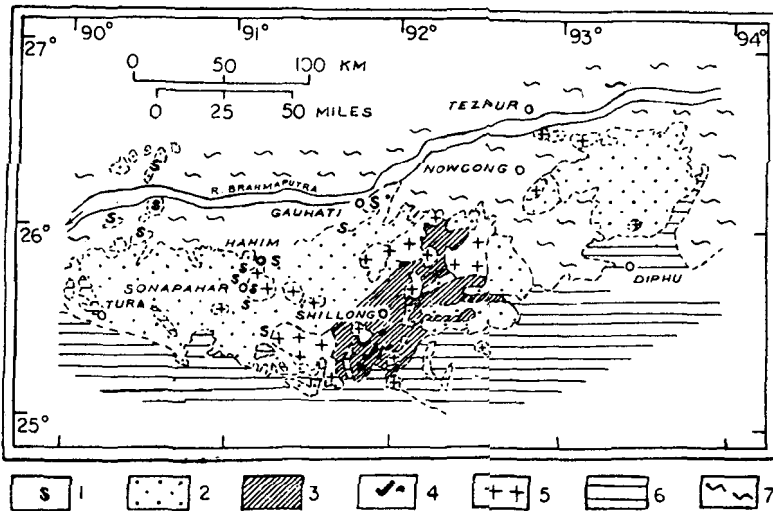 90° 91° 92° 93° 94°
27°
0 50 100 KM
0 25 50 MILES
TEZPUR
NOWGONG
R. BRAHMAPUTRA
GAUHATI S
S
S
S
S
S
26°
HAHIM S
S
SONAPAHAR S
S
TURA
SHILLONG
S
DIPHU
25°
S 1 2 3 4 5 6 7